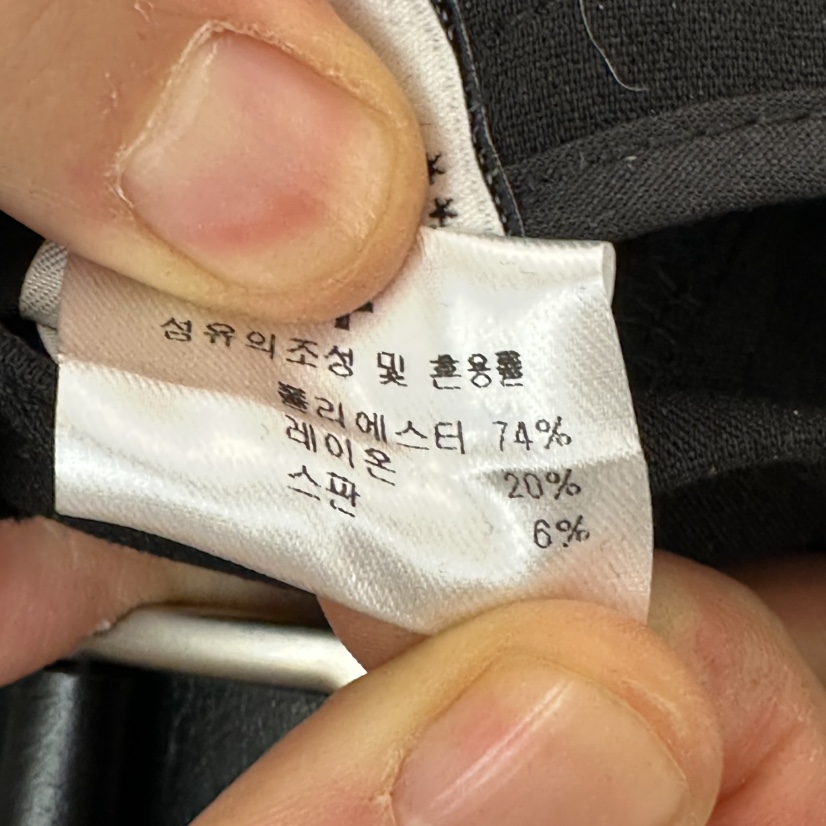 *
*
섬유의조성 및 혼용률
폴리에스터 74%
레이온 20%
스판 6%